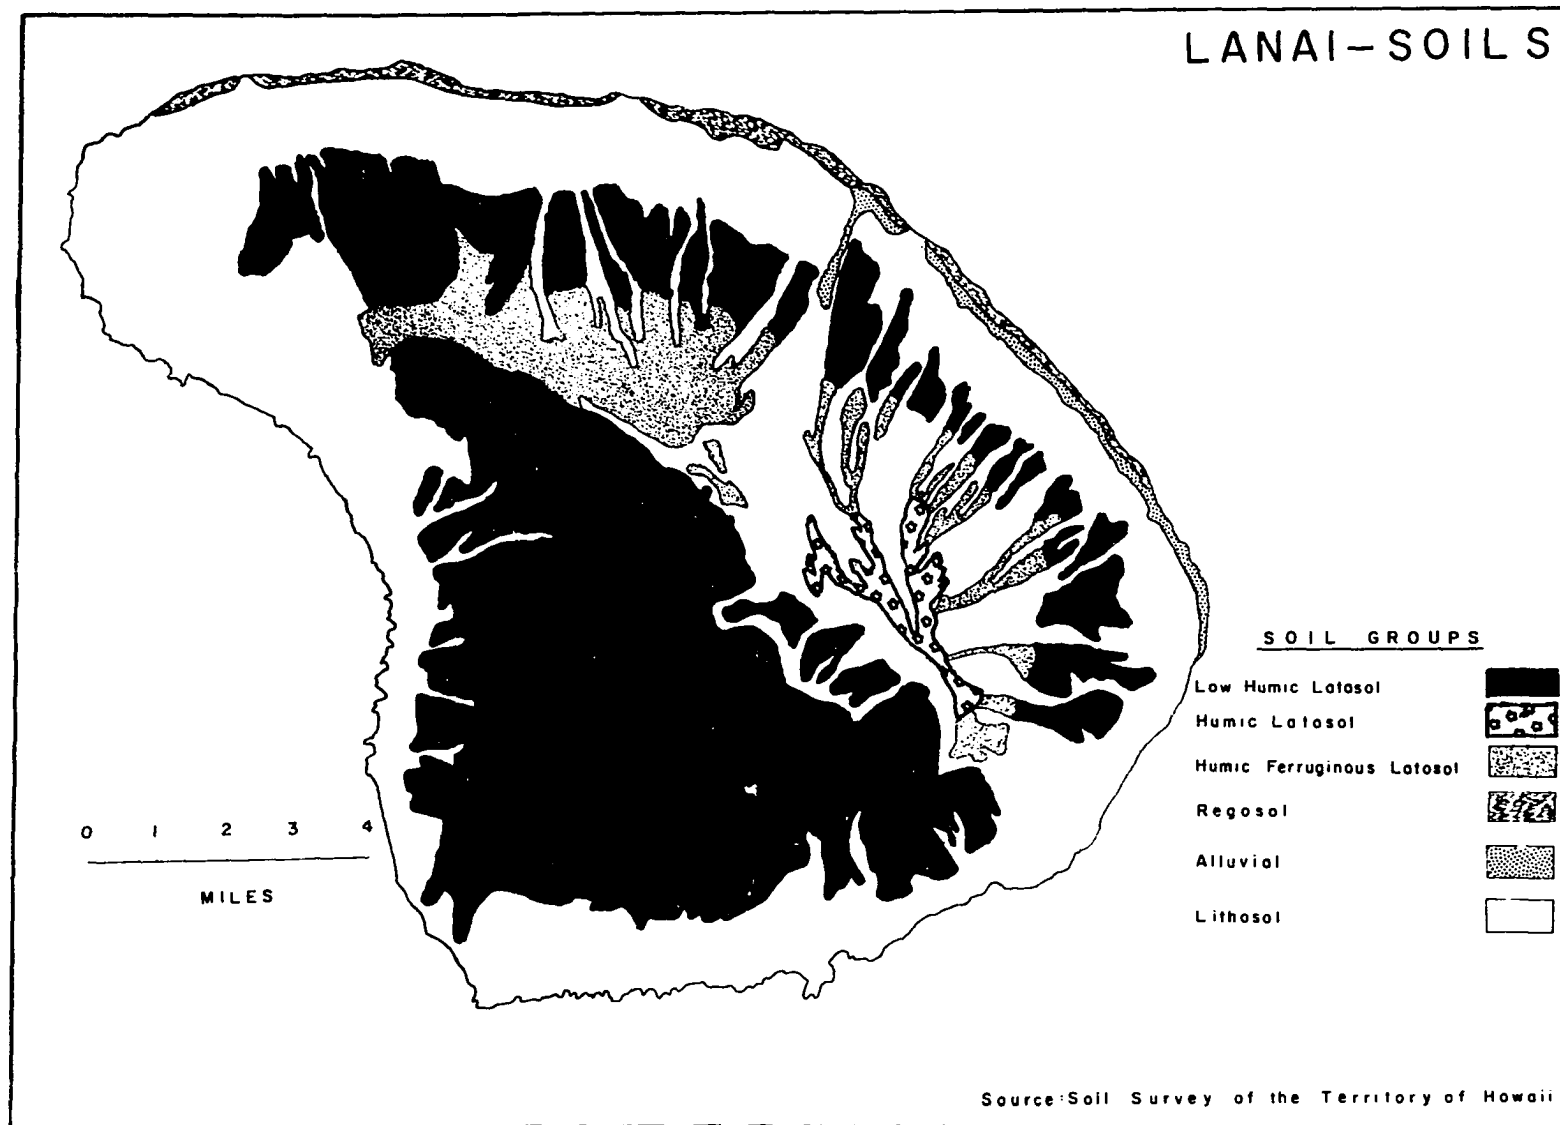 LANAI-SOILS
SOIL GROUPS
Low Humic Latosol
Humic Latosol
Humic Ferruginous Latosol
Regosol
Alluvial
Lithosol
0 1 2 3 4
MILES
Source: Soil Survey of the Territory of Hawaii